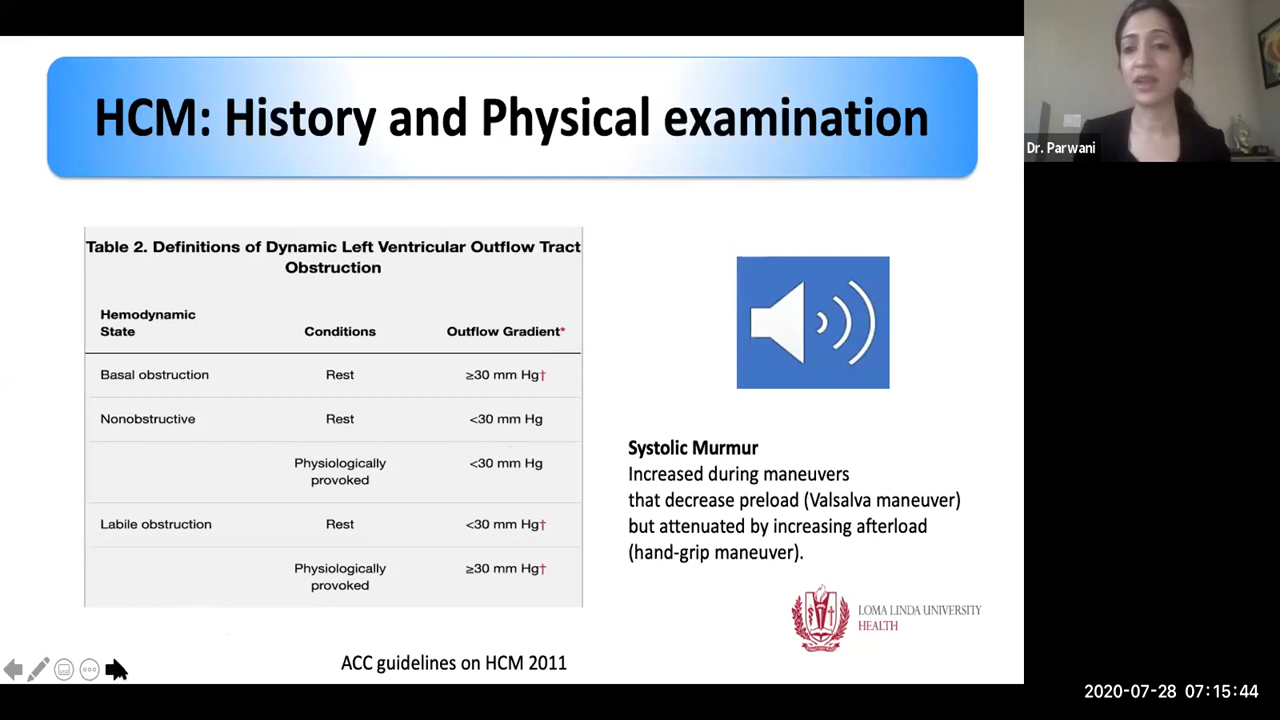 HCM: History and Physical examination
Dr. Parwani
Table 2. Definitions of Dynamic Left Ventricular Outflow Tract
Obstruction
Hemodynamic
State Conditions Outflow Gradient*
Basal obstruction Rest ≥30 mm Hg†
Nonobstructive Rest <30 mm Hg
Physiologically
provoked <30 mm Hg
Labile obstruction Rest <30 mm Hg†
Physiologically
provoked ≥30 mm Hg†
Systolic Murmur
Increased during maneuvers
that decrease preload (Valsalva maneuver)
but attenuated by increasing afterload
(hand-grip maneuver).
LOMA LINDA UNIVERSITY
HEALTH
ACC guidelines on HCM 2011
2020-07-28 07:15:44